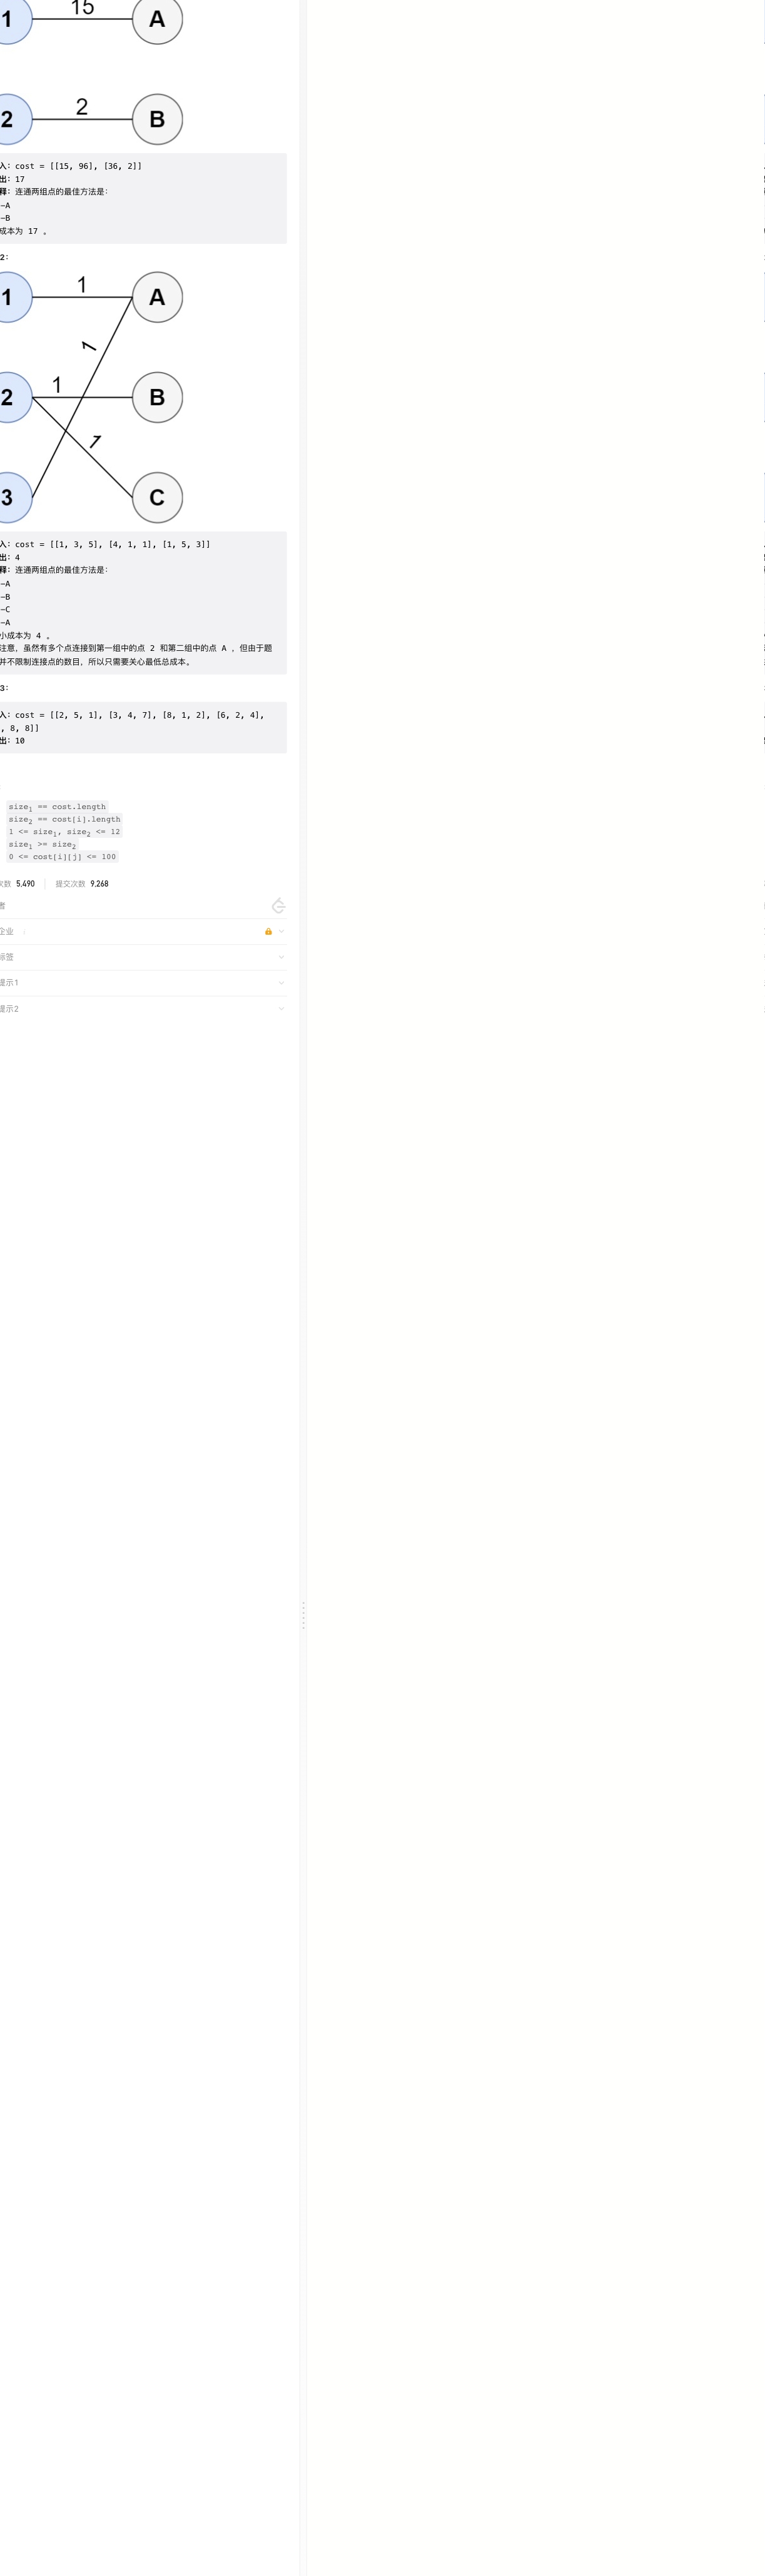 1 15 A
2 2 B
入: cost = [[15, 96], [36, 2]]
出: 17
释: 连通两组点的最佳方法是:
--A
--B
成本为 17 。
2:
1 1 A
1
2 1 B
1
3 C
入: cost = [[1, 3, 5], [4, 1, 1], [1, 5, 3]]
出: 4
释: 连通两组点的最佳方法是:
--A
--B
--C
--A
小成本为 4 。
注意, 虽然有多个点连接到第一组中的点 2 和第二组中的点 A , 但由于题
并不限制连接点的数目, 所以只需要关心最低总成本。
3:
入: cost = [[2, 5, 1], [3, 4, 7], [8, 1, 2], [6, 2, 4],
, 8, 8]]
出: 10
size1 == cost.length
size2 == cost[i].length
1 <= size1, size2 <= 12
size1 >= size2
0 <= cost[i][j] <= 100
次数 5,490 提交次数 9,268
者
企业
标签
提示1
提示2